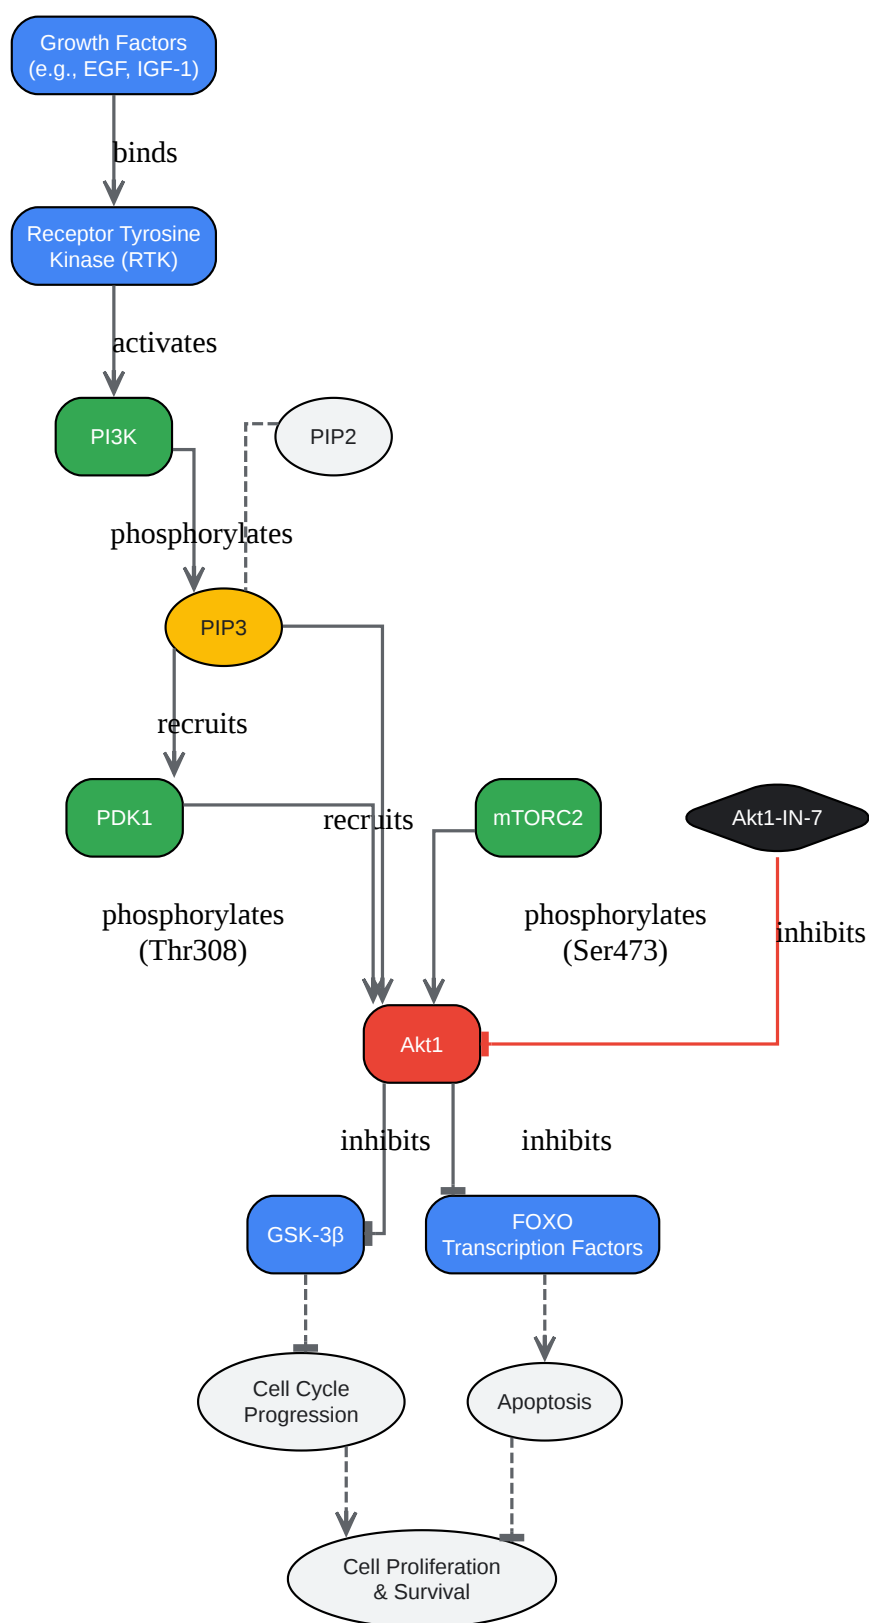 Growth Factors
(e.g., EGF, IGF-1)
binds
Receptor Tyrosine
Kinase (RTK)
activates
PI3K
PIP2
phosphorylates
PIP3
recruits
PDK1
recruits
mTORC2
Akt1-IN-7
phosphorylates
(Thr308)
phosphorylates
(Ser473)
inhibits
Akt1
inhibits
inhibits
GSK-3β
FOXO
Transcription Factors
Cell Cycle
Progression
Apoptosis
Cell Proliferation
& Survival